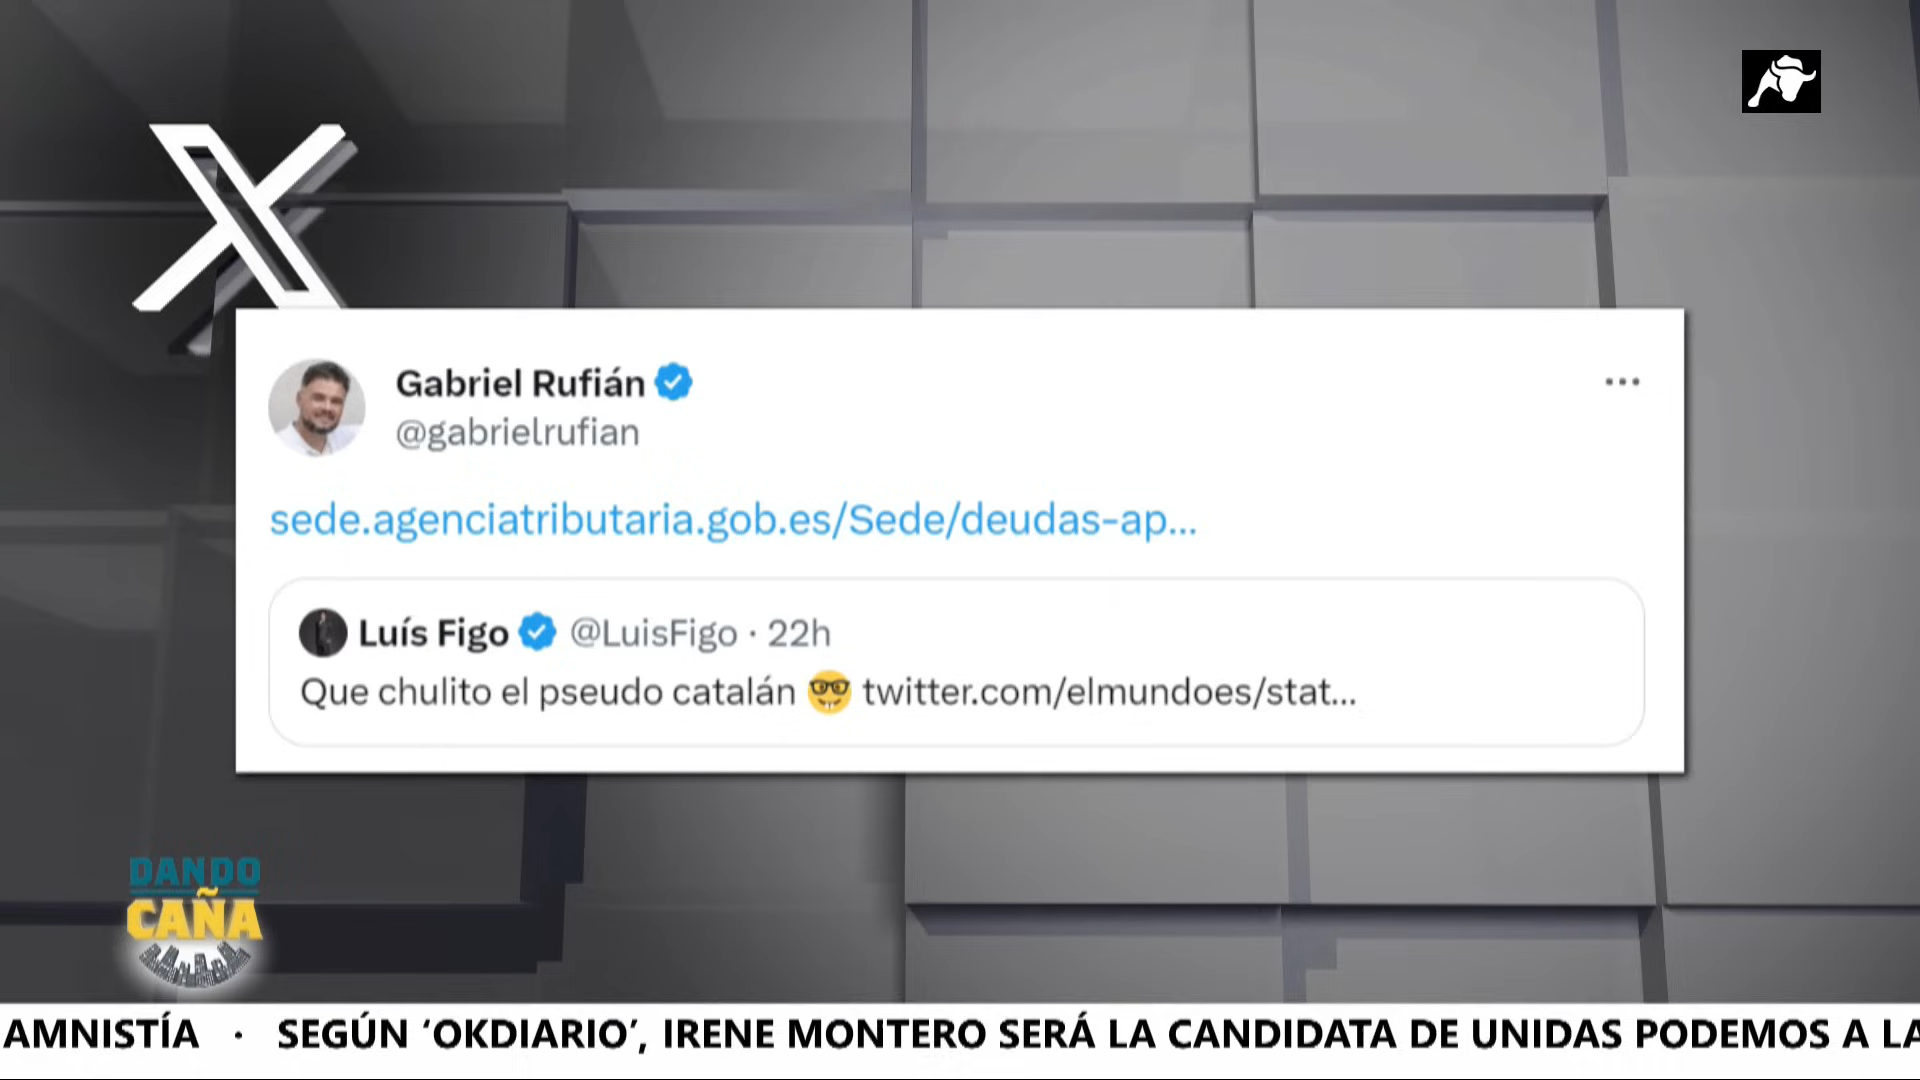 Gabriel Rufián
@gabrielrufian
sede.agenciatributaria.gob.es/Sede/deudas-ap...
Luís Figo @LuisFigo · 22h
Que chulito el pseudo catalán 🤓 twitter.com/elmundoes/stat...
DANDO
CAÑA
AMNISTÍA · SEGÚN ‘OKDIARIO’, IRENE MONTERO SERÁ LA CANDIDATA DE UNIDAS PODEMOS A LA